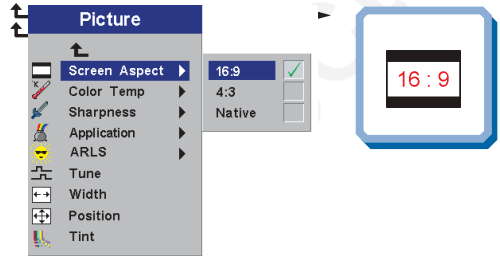 Picture
Screen Aspect
16:9
Color Temp
4:3
Sharpness
Native
Application
ARLS
Tune
Width
Position
Tint
16 : 9